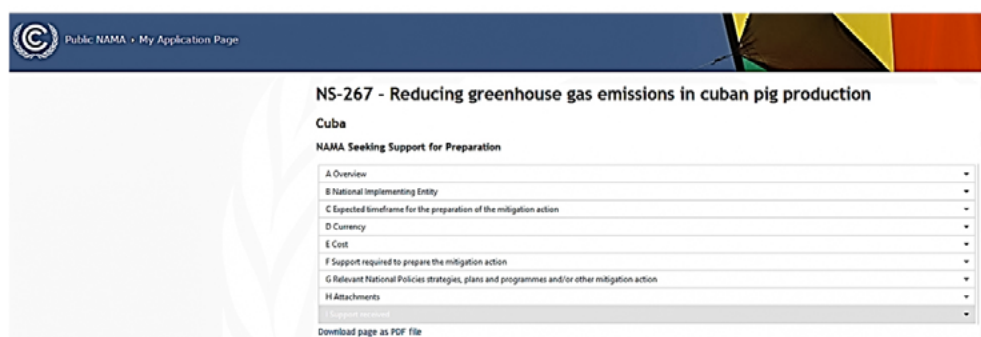 Public NAMA • My Application Page
NS-267 - Reducing greenhouse gas emissions in cuban pig production
Cuba
NAMA Seeking Support for Preparation
A Overview
B National Implementing Entity
C Expected timeframe for the preparation of the mitigation action
D Currency
E Cost
F Support required to prepare the mitigation action
G Relevant National Policies strategies, plans and programmes and/or other mitigation action
H Attachments
I Support received
Download page as PDF file